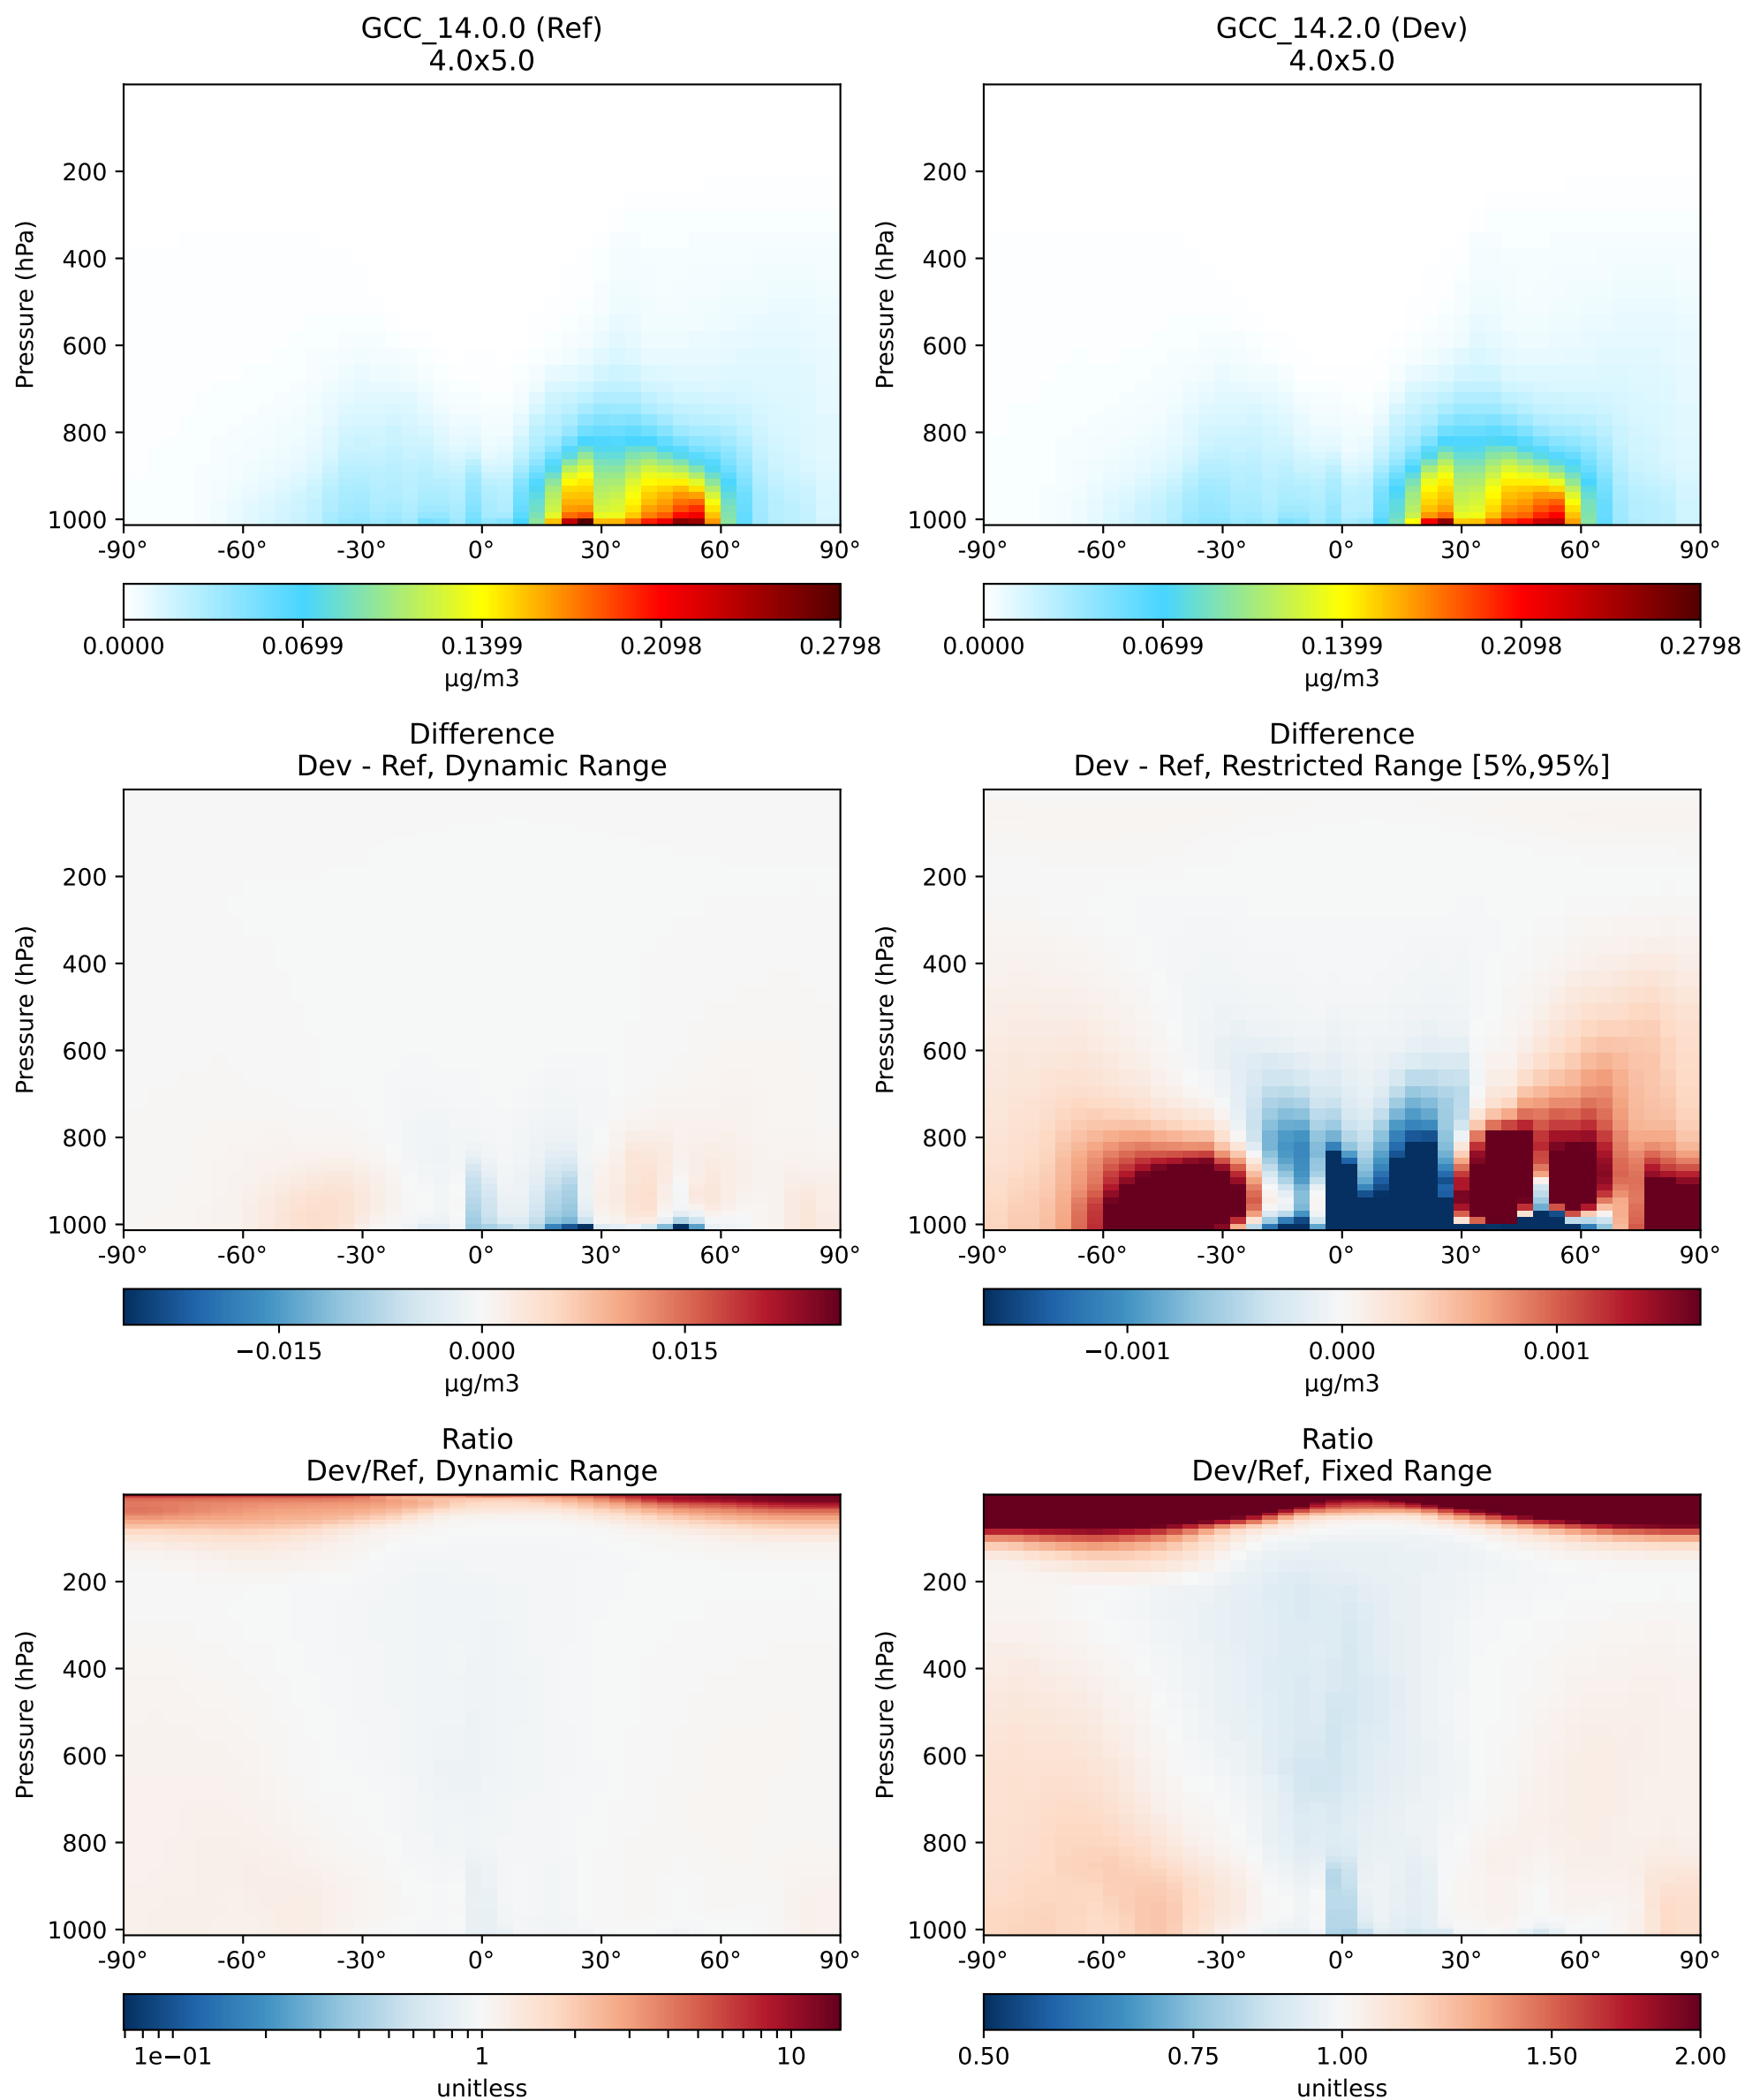 GCC_14.0.0 (Ref)
4.0x5.0
GCC_14.2.0 (Dev)
4.0x5.0
Pressure (hPa)
200
400
600
800
1000
-90° -60° -30° 0° 30° 60° 90°
0.0000 0.0699 0.1399 0.2098 0.2798
µg/m3
Pressure (hPa)
200
400
600
800
1000
-90° -60° -30° 0° 30° 60° 90°
0.0000 0.0699 0.1399 0.2098 0.2798
µg/m3
Difference
Dev - Ref, Dynamic Range
Pressure (hPa)
200
400
600
800
1000
-90° -60° -30° 0° 30° 60° 90°
−0.015 0.000 0.015
µg/m3
Difference
Dev - Ref, Restricted Range [5%,95%]
Pressure (hPa)
200
400
600
800
1000
-90° -60° -30° 0° 30° 60° 90°
−0.001 0.000 0.001
µg/m3
Ratio
Dev/Ref, Dynamic Range
Pressure (hPa)
200
400
600
800
1000
-90° -60° -30° 0° 30° 60° 90°
1e−01 1 10
unitless
Ratio
Dev/Ref, Fixed Range
Pressure (hPa)
200
400
600
800
1000
-90° -60° -30° 0° 30° 60° 90°
0.50 0.75 1.00 1.50 2.00
unitless